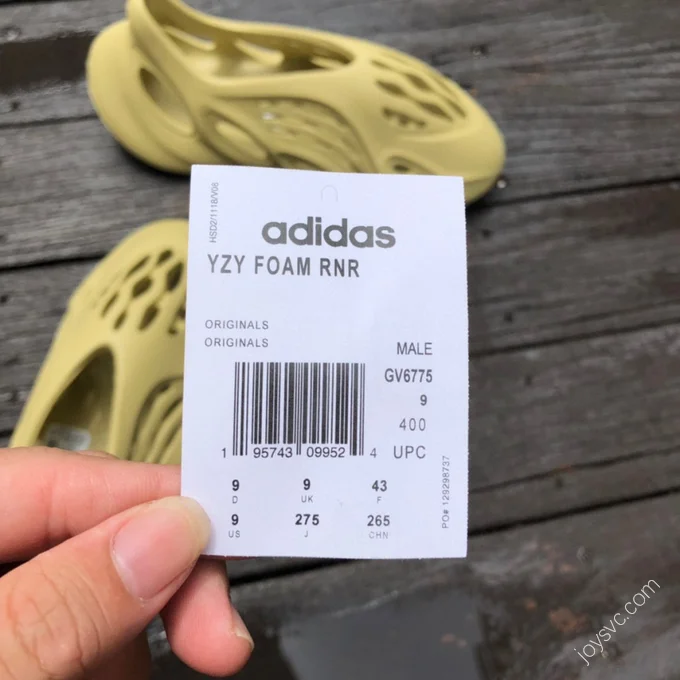 HSD2/1118/V06
adidas
YZY FOAM RNR
ORIGINALS
ORIGINALS
MALE
GV6775
9
400
UPC
1 95743 09952 4
9 9 43
D UK F
9 275 265
US J CHN
PO# 129298737
joysvc.com